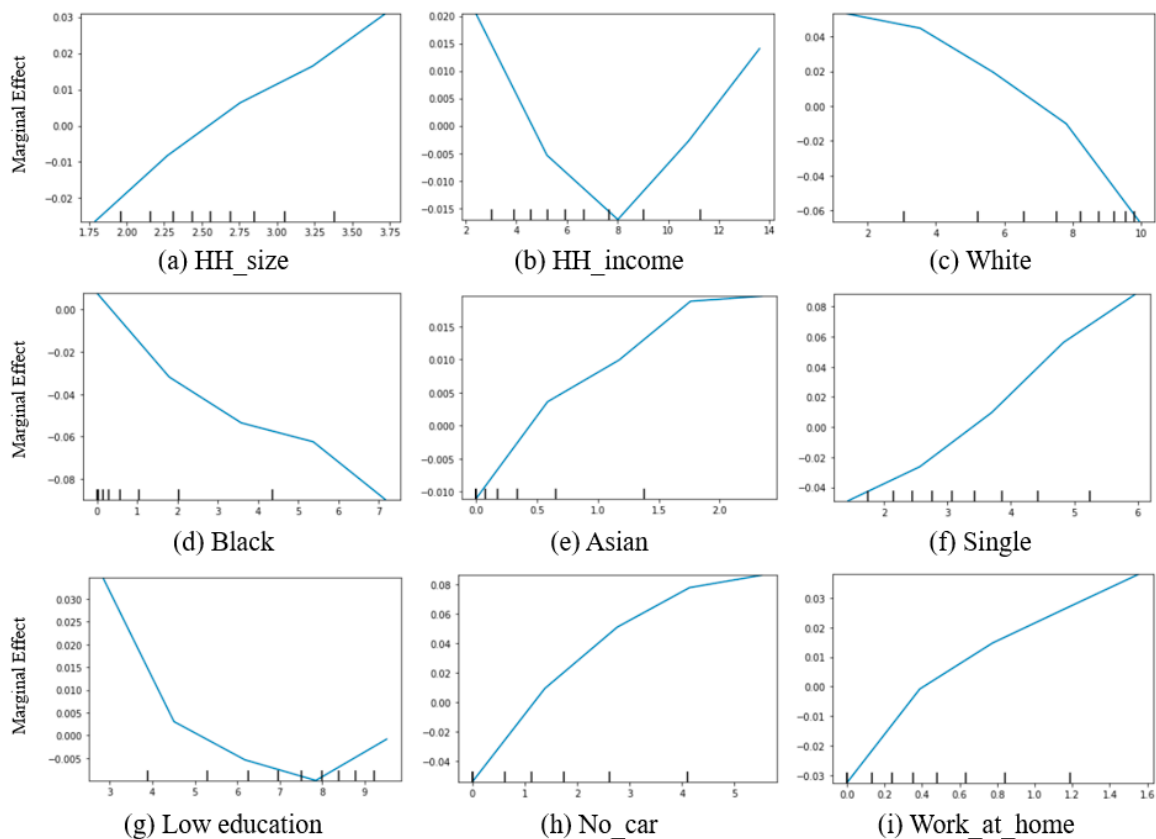 Marginal Effect
0.03
0.02
0.01
0.00
−0.01
−0.02
1.75 2.00 2.25 2.50 2.75 3.00 3.25 3.50 3.75
(a) HH_size
0.020
0.015
0.010
0.005
0.000
−0.005
−0.010
−0.015
2 4 6 8 10 12 14
(b) HH_income
0.04
0.02
0.00
−0.02
−0.04
−0.06
2 4 6 8 10
(c) White
Marginal Effect
0.00
−0.02
−0.04
−0.06
−0.08
0 1 2 3 4 5 6 7
(d) Black
0.015
0.010
0.005
0.000
−0.005
−0.010
0.0 0.5 1.0 1.5 2.0
(e) Asian
0.08
0.06
0.04
0.02
0.00
−0.02
−0.04
2 3 4 5 6
(f) Single
Marginal Effect
0.030
0.025
0.020
0.015
0.010
0.005
0.000
−0.005
3 4 5 6 7 8 9
(g) Low education
0.08
0.06
0.04
0.02
0.00
−0.02
−0.04
0 1 2 3 4 5
(h) No_car
0.03
0.02
0.01
0.00
−0.01
−0.02
−0.03
0.0 0.2 0.4 0.6 0.8 1.0 1.2 1.4 1.6
(i) Work_at_home